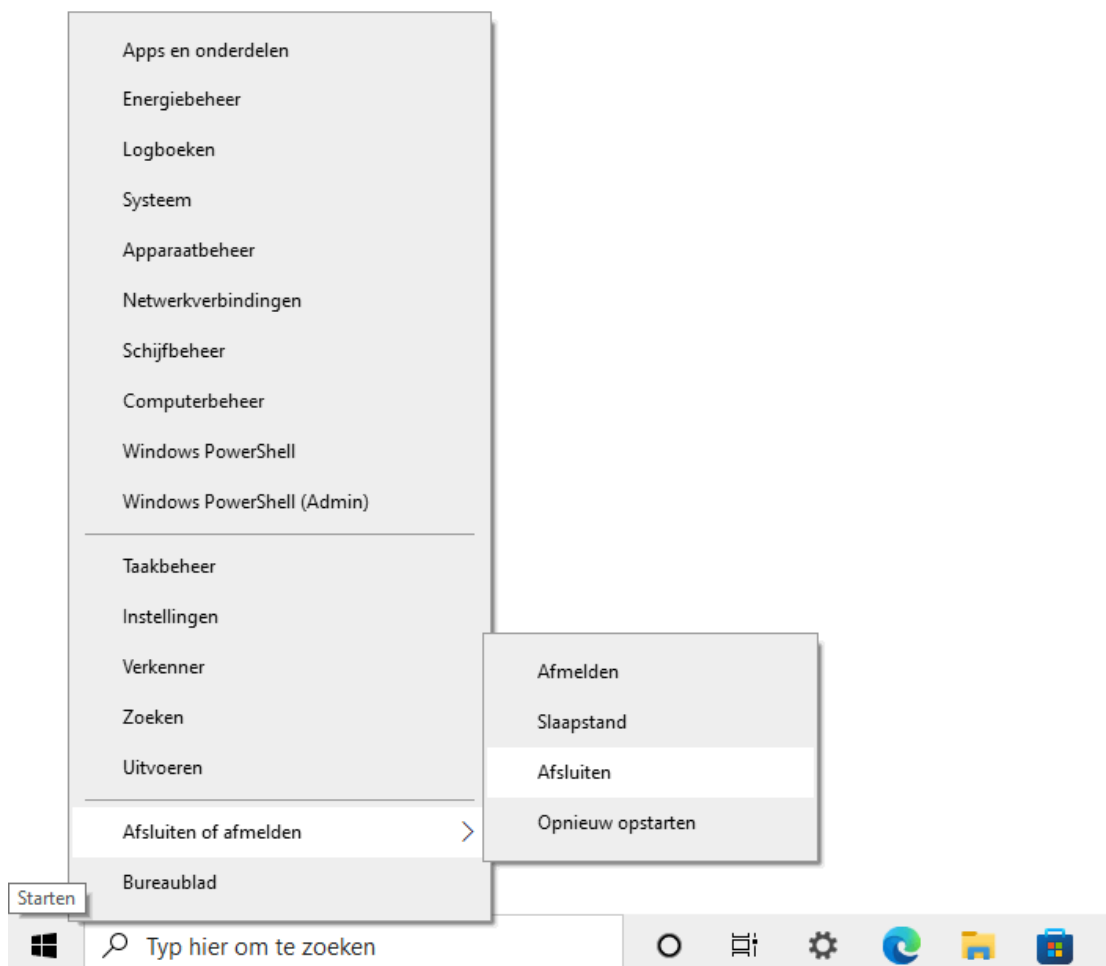 Apps en onderdelen
Energiebeheer
Logboeken
Systeem
Apparaatbeheer
Netwerkverbindingen
Schijfbeheer
Computerbeheer
Windows PowerShell
Windows PowerShell (Admin)
Taakbeheer
Instellingen
Verkenner
Zoeken
Uitvoeren
Afsluiten of afmelden
Bureaublad
Afmelden
Slaapstand
Afsluiten
Opnieuw opstarten
Starten
Typ hier om te zoeken